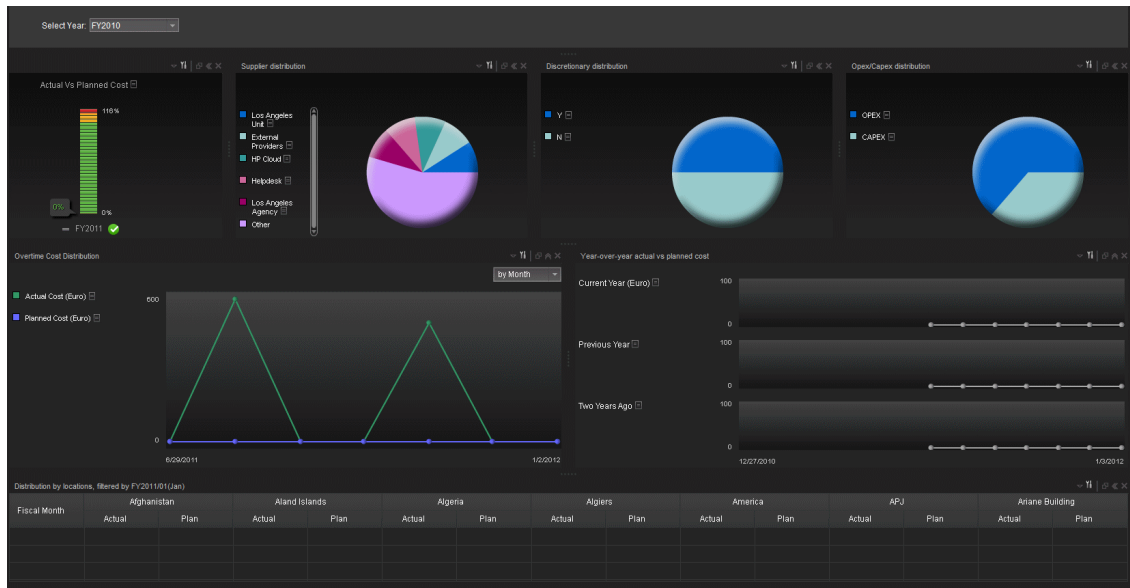 Select Year: FY2010
Actual Vs Planned Cost
116%
0%
0%
FY2011
Supplier distribution
Los Angeles
Unit
External
Providers
HP Cloud
Helpdesk
Los Angeles
Agency
Other
Discretionary distribution
Y
N
Opex/Capex distribution
OPEX
CAPEX
Overtime Cost Distribution
by Month
Actual Cost (Euro)
Planned Cost (Euro)
500
0
6/29/2011
1/2/2012
Year-over-year actual vs planned cost
Current Year (Euro)
100
0
Previous Year
100
0
Two Years Ago
100
0
12/27/2010
1/3/2012
Distribution by locations, filtered by FY2011/01(Jan)
Fiscal Month
Afghanistan Aland Islands Algeria Algiers America APJ Ariane Building
Actual Plan Actual Plan Actual Plan Actual Plan Actual Plan Actual Plan Actual Plan